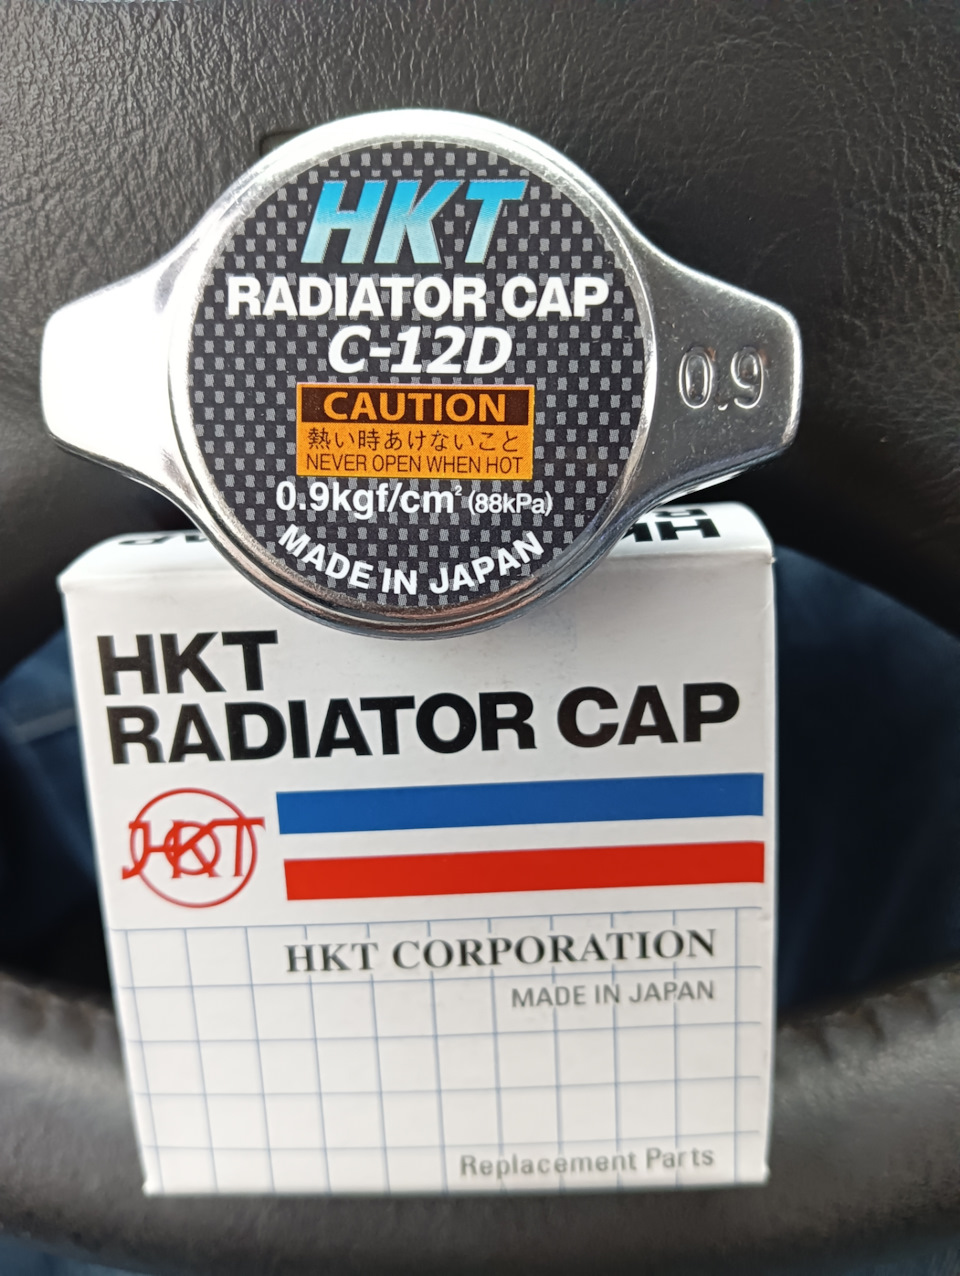 HKT
RADIATOR CAP
C-12D
0.9
CAUTION
熱い時あけないこと
NEVER OPEN WHEN HOT
0.9kgf/cm² (88kPa)
MADE IN JAPAN
HKT
RADIATOR CAP
HKT
HKT CORPORATION
MADE IN JAPAN
Replacement Parts